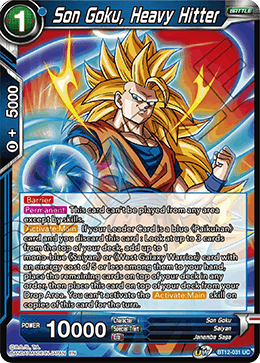 1
Son Goku, Heavy Hitter
BATTLE
+ 5000
Barrier
Permanent This card can't be played from any area
except by skills.
Activate:Main If your Leader Card is a blue ‹Paikuhan›
card and you discard this card : Look at up to 3 cards
from the top of your deck, add up to 1
mono-blue ‹Saiyan› or ‹West Galaxy Warrior› card with
an energy cost of 5 or less among them to your hand,
place the remaining cards on top of your deck in any
order, then place this card on top of your deck from your
Drop Area. You can't activate the Activate:Main skill on
copies of this card for the turn.
POWER
10000
Character
Son Goku
Special Trait
Saiyan
Era
Janemba Saga
BT12-031 UC